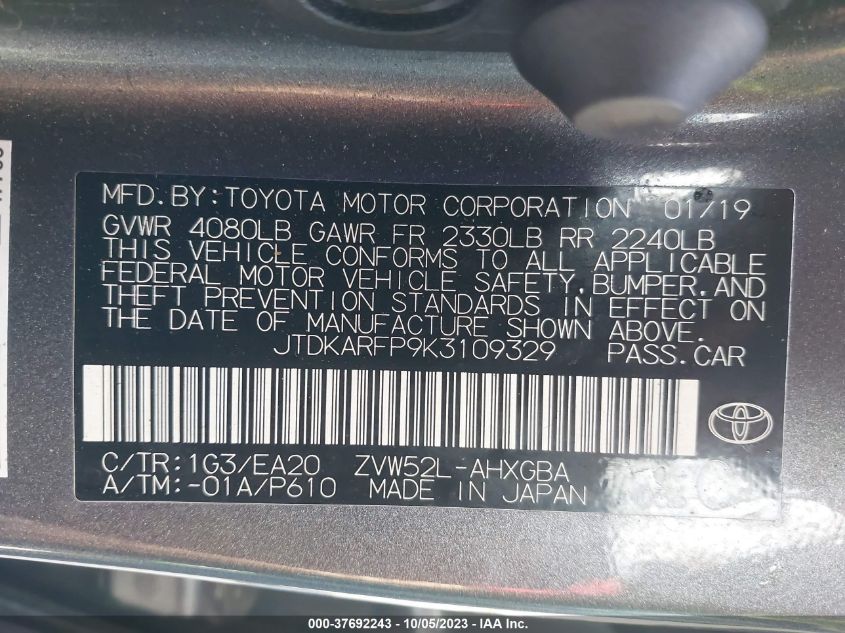 MFD.BY:TOYOTA MOTOR CORPORATION 01/19
GVWR 4080LB GAWR FR 2330LB RR 2240LB
THIS VEHICLE CONFORMS TO ALL APPLICABLE
FEDERAL MOTOR VEHICLE SAFETY,BUMPER,AND
THEFT PREVENTION STANDARDS IN EFFECT ON
THE DATE OF MANUFACTURE SHOWN ABOVE.
JTDKARFP9K3109329 PASS.CAR
C/TR:1G3/EA20 ZVW52L-AHXGBA
A/TM:-01A/P610 MADE IN JAPAN
000-37692243 - 10/05/2023 - IAA Inc.